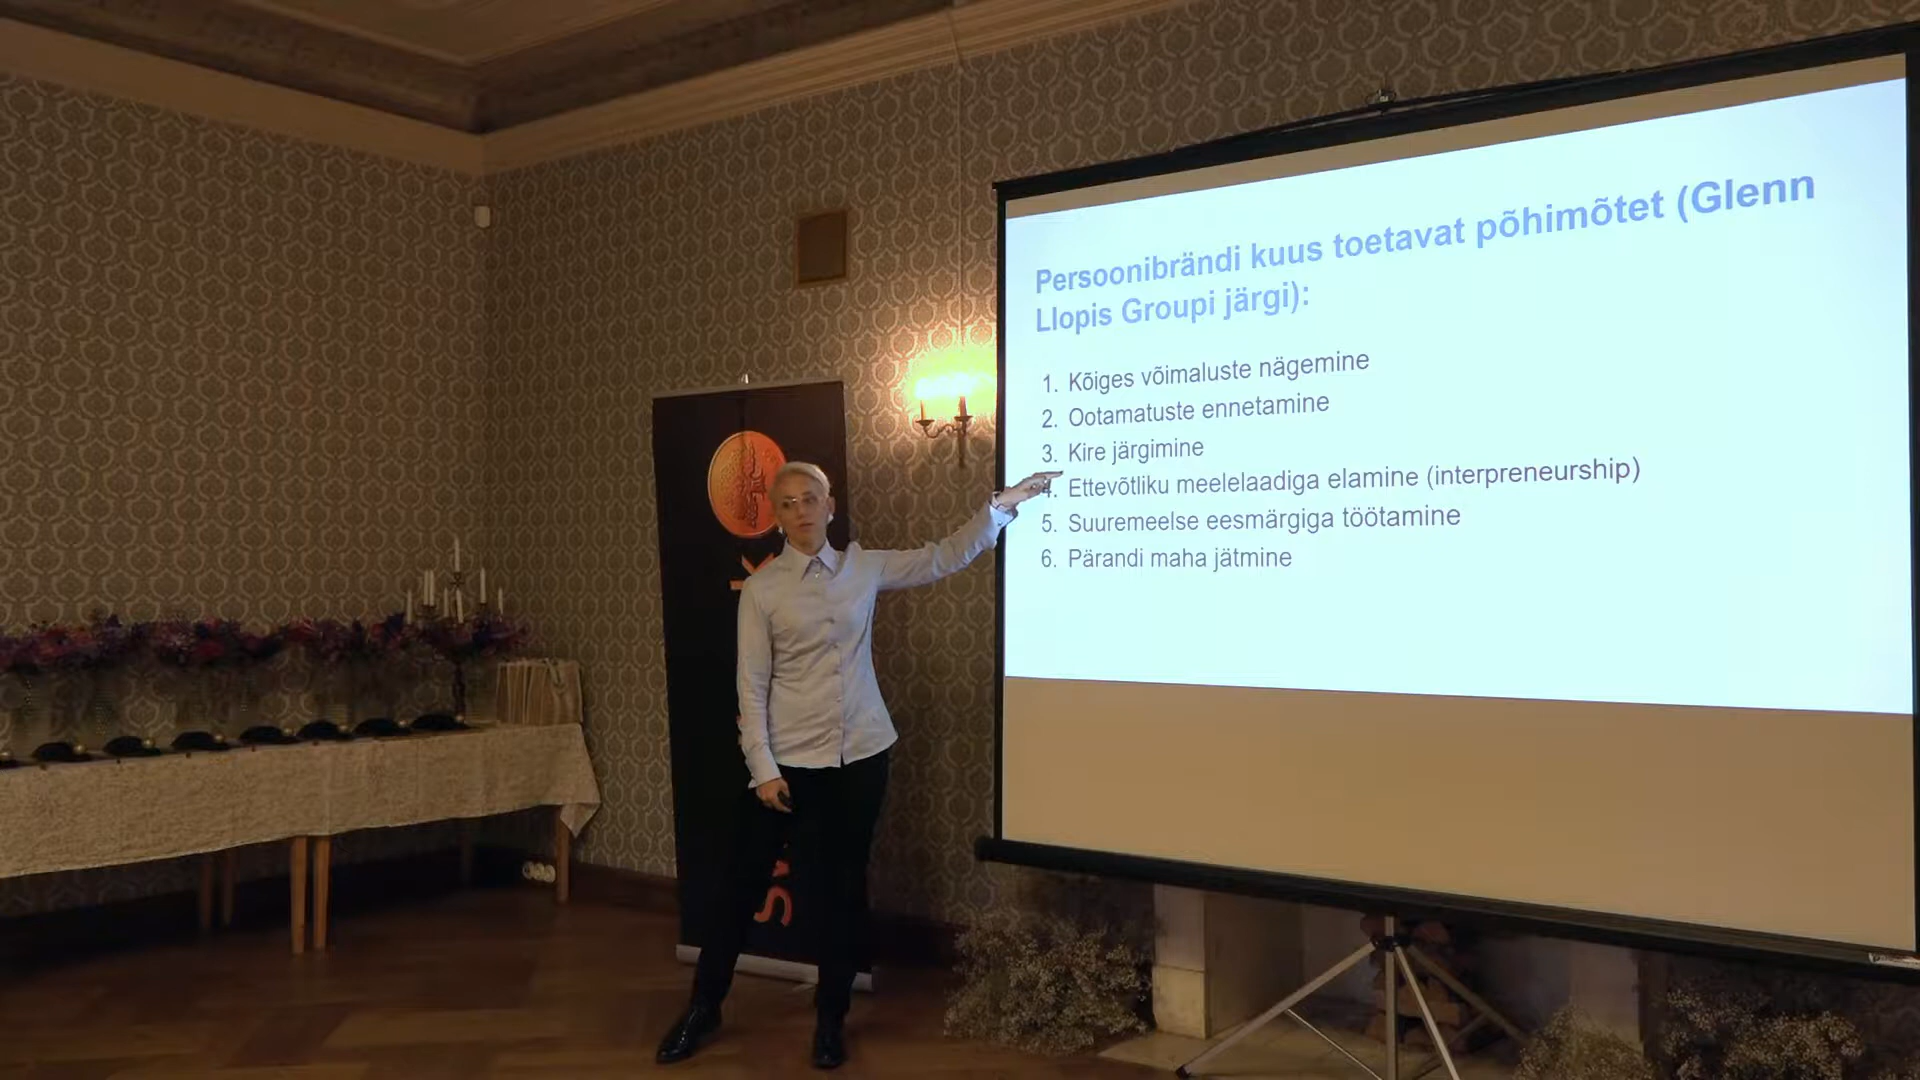 Persoonibrändi kuus toetavat põhimõtet (Glenn
Llopis Groupi järgi):
1. Kõiges võimaluste nägemine
2. Ootamatuste ennetamine
3. Kire järgimine
4. Ettevõtliku meelelaadiga elamine (interpreneurship)
5. Suuremeelse eesmärgiga töötamine
6. Pärandi maha jätmine